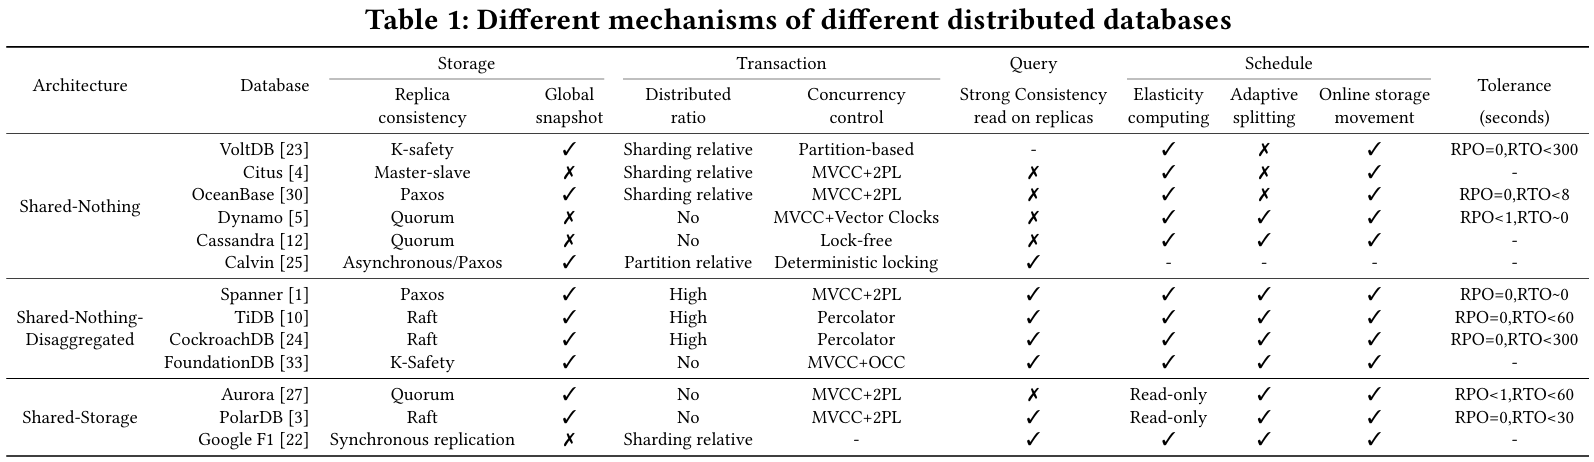 Table 1: Different mechanisms of different distributed databases
Architecture Database Storage Transaction Query Schedule Tolerance
Replica Global Distributed Concurrency Strong Consistency Elasticity Adaptive Online storage
consistency snapshot ratio control read on replicas computing splitting movement (seconds)
VoltDB [23] K-safety ✓ Sharding relative Partition-based - ✓ ✗ ✓ RPO=0,RTO<300
Citus [4] Master-slave ✗ Sharding relative MVCC+2PL ✗ ✓ ✗ ✓ -
Shared-Nothing OceanBase [30] Paxos ✓ Sharding relative MVCC+2PL ✗ ✓ ✗ ✓ RPO=0,RTO<8
Dynamo [5] Quorum ✗ No MVCC+Vector Clocks ✗ ✓ ✓ ✓ RPO<1,RTO~0
Cassandra [12] Quorum ✗ No Lock-free ✗ ✓ ✓ ✓ -
Calvin [25] Asynchronous/Paxos ✓ Partition relative Deterministic locking ✓ - - - -
Spanner [1] Paxos ✓ High MVCC+2PL ✓ ✓ ✓ ✓ RPO=0,RTO~0
Shared-Nothing- TiDB [10] Raft ✓ High Percolator ✓ ✓ ✓ ✓ RPO=0,RTO<60
Disaggregated CockroachDB [24] Raft ✓ High Percolator ✓ ✓ ✓ ✓ RPO=0,RTO<300
FoundationDB [33] K-Safety ✓ No MVCC+OCC ✓ ✓ ✓ ✓ -
Aurora [27] Quorum ✓ No MVCC+2PL ✗ Read-only ✓ ✓ RPO<1,RTO<60
Shared-Storage PolarDB [3] Raft ✓ No MVCC+2PL ✓ Read-only ✓ ✓ RPO=0,RTO<30
Google F1 [22] Synchronous replication ✗ Sharding relative - ✓ ✓ ✓ ✓ -